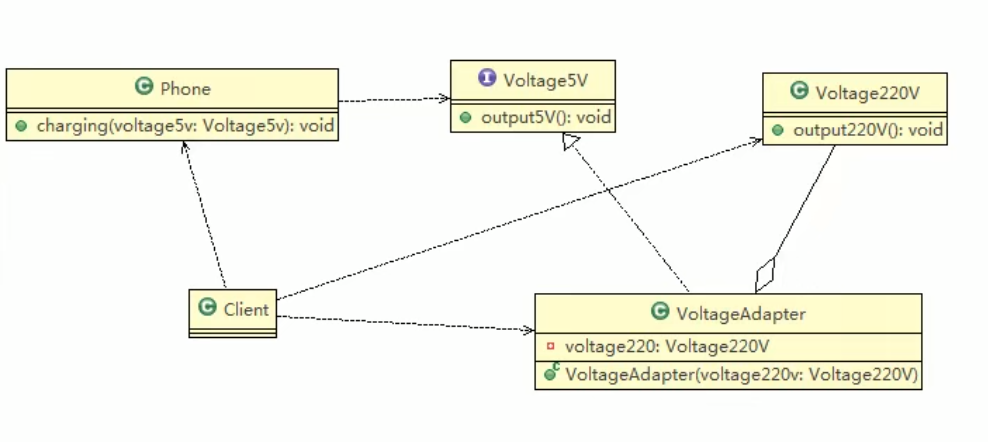 Phone
charging(voltage5v: Voltage5v): void
Voltage5V
output5V(): void
Voltage220V
output220V(): void
Client
VoltageAdapter
voltage220: Voltage220V
VoltageAdapter(voltage220v: Voltage220V)